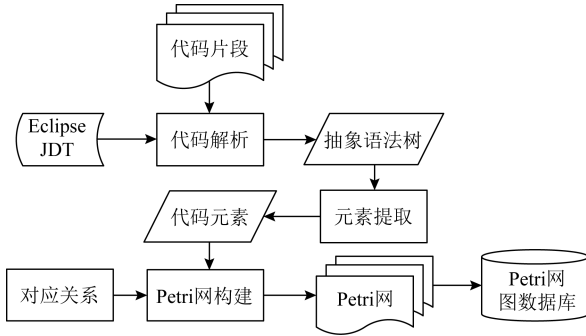 代码片段
Eclipse
JDT
代码解析
抽象语法树
代码元素
元素提取
对应关系
Petri网构建
Petri网
Petri网
图数据库